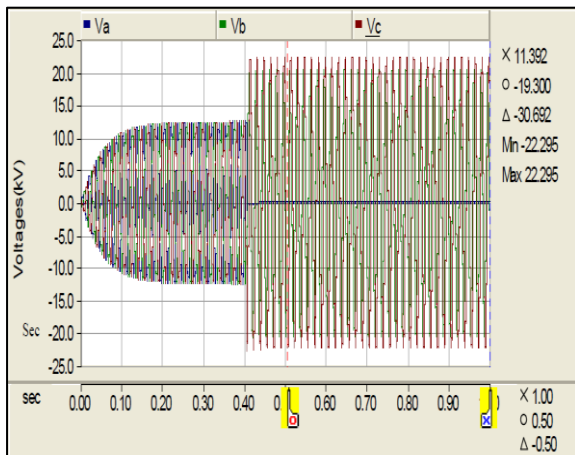 Va Vb Vc
25.0
20.0
15.0
10.0
5.0
0.0
-5.0
-10.0
-15.0
-20.0
-25.0
Voltages(kV)
Sec
X 11.392
O -19.300
Δ -30.692
Min -22.295
Max 22.295
sec 0.00 0.10 0.20 0.30 0.40 0.60 0.70 0.80 0.90
O X
X 1.00
O 0.50
Δ -0.50